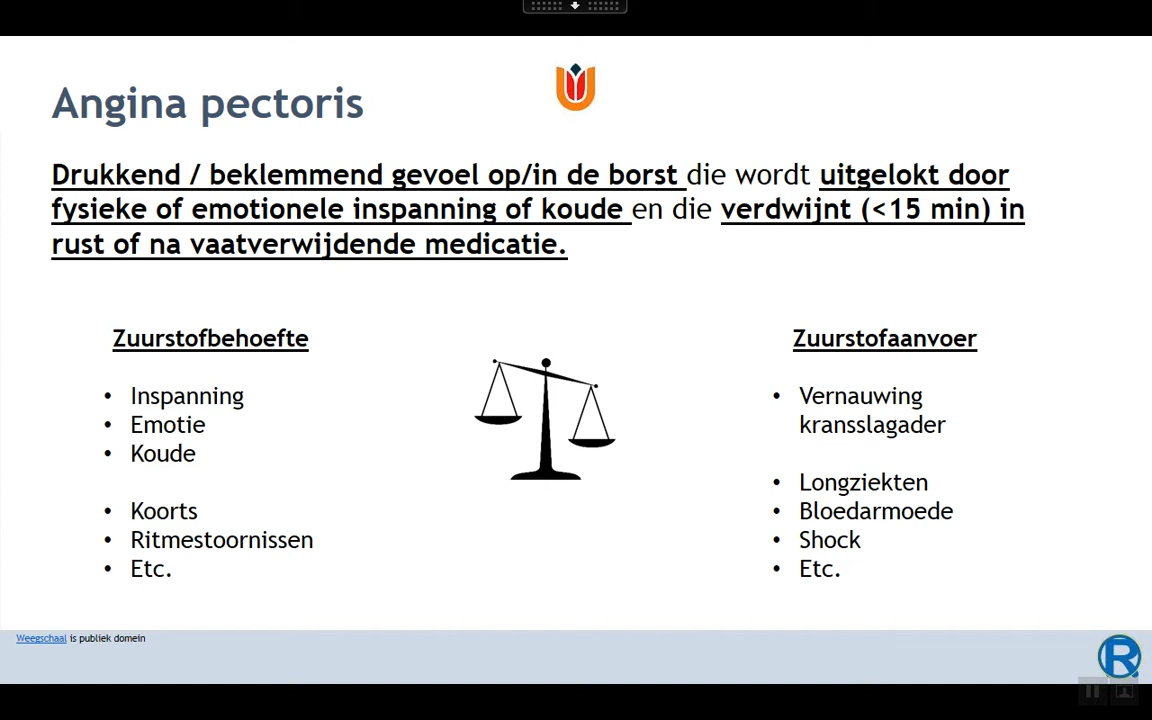 Angina pectoris
Drukkend / beklemmend gevoel op/in de borst die wordt uitgelokt door
fysieke of emotionele inspanning of koude en die verdwijnt (<15 min) in
rust of na vaatverwijdende medicatie.
Zuurstofbehoefte
• Inspanning
• Emotie
• Koude
• Koorts
• Ritmestoornissen
• Etc.
Zuurstofaanvoer
• Vernauwing
kransslagader
• Longziekten
• Bloedarmoede
• Shock
• Etc.
Weegschaal is publiek domein
R